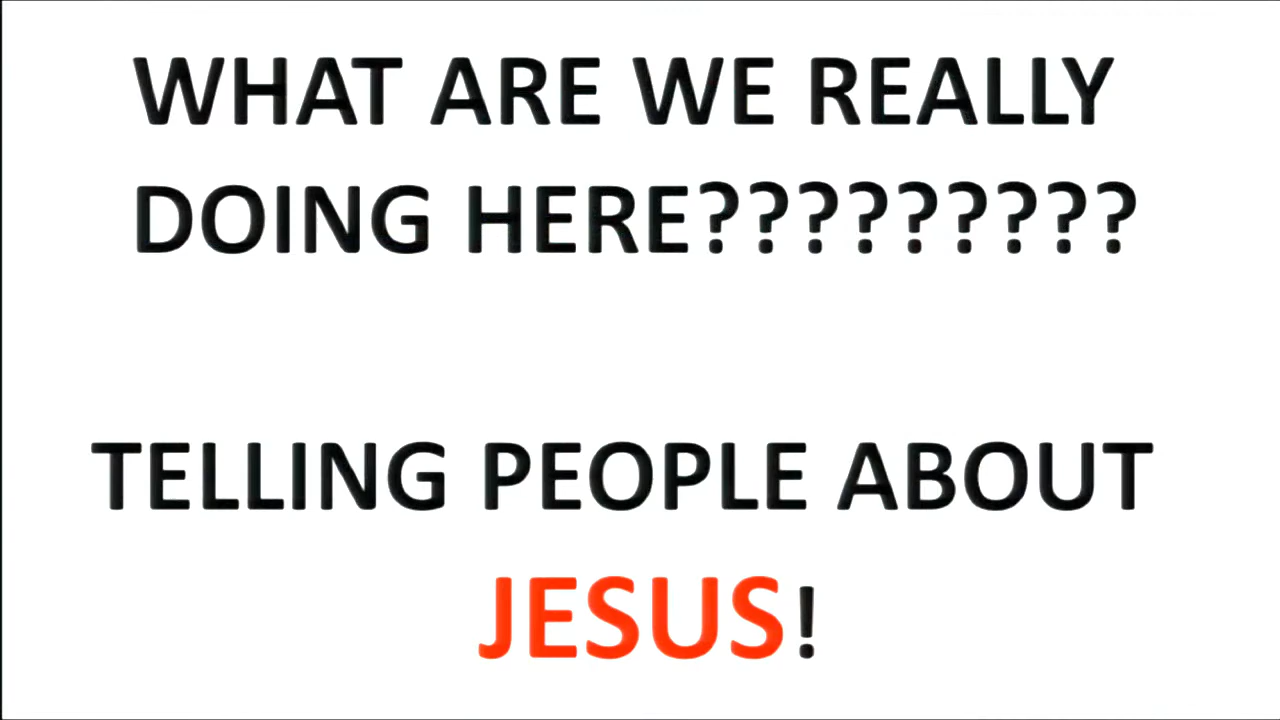 WHAT ARE WE REALLY
DOING HERE?????????
TELLING PEOPLE ABOUT
JESUS!